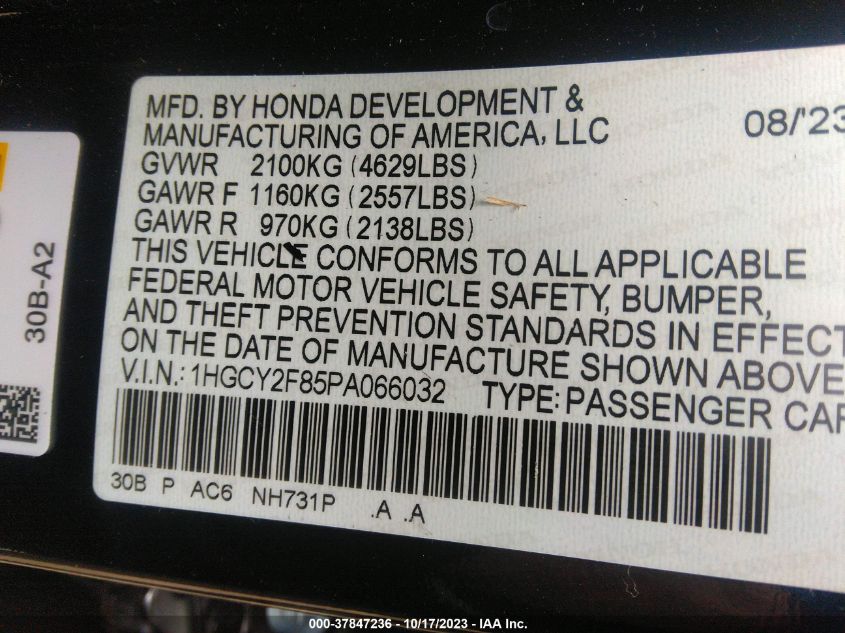 MFD. BY HONDA DEVELOPMENT &
MANUFACTURING OF AMERICA, LLC 08/'23
GVWR 2100KG (4629LBS)
GAWR F 1160KG (2557LBS)
GAWR R 970KG (2138LBS)
THIS VEHICLE CONFORMS TO ALL APPLICABLE
FEDERAL MOTOR VEHICLE SAFETY, BUMPER,
AND THEFT PREVENTION STANDARDS IN EFFECT
ON THE DATE OF MANUFACTURE SHOWN ABOVE
V.I.N.: 1HGCY2F85PA066032 TYPE: PASSENGER CAR
30B P AC6 NH731P .A .A
30B-A2
000-37847236 - 10/17/2023 - IAA Inc.